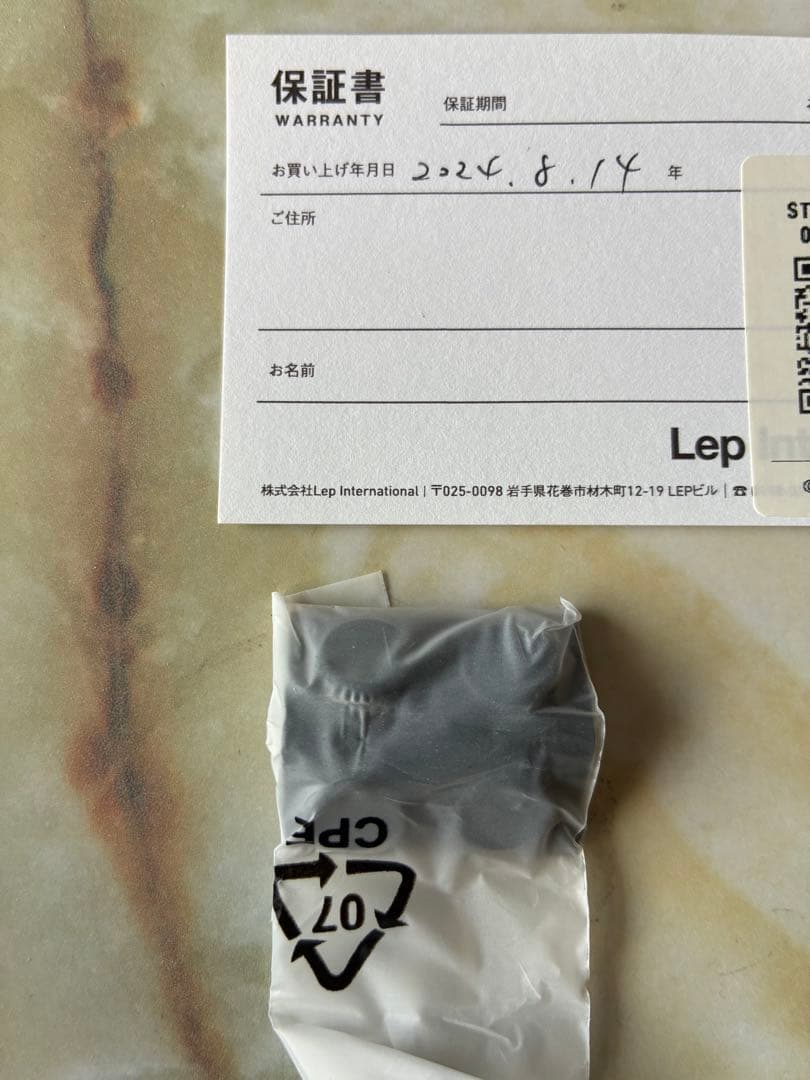 保証書
WARRANTY
保証期間
お買い上げ年月日 2024.8.14 年
ご住所
お名前
Lep
株式会社Lep International | 〒025-0098 岩手県花巻市材木町12-19 LEPビル | ☎
ST
0
CPE
07